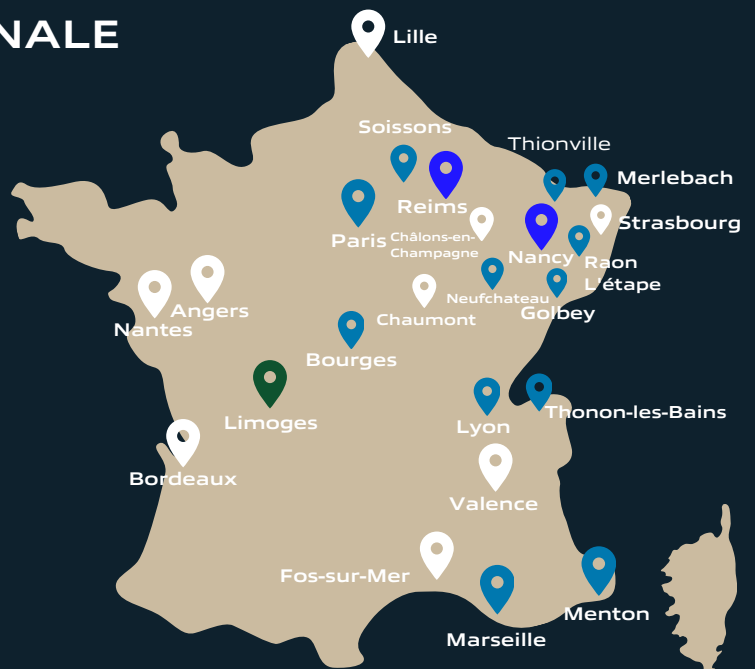 NALE
Lille
Soissons
Thionville
Merlebach
Reims
Strasbourg
Paris
Châlons-en-
Champagne
Nancy
Raon
L'étape
Neufchateau
Golbey
Angers
Nantes
Chaumont
Bourges
Limoges
Lyon
Thonon-les-Bains
Bordeaux
Valence
Fos-sur-Mer
Menton
Marseille